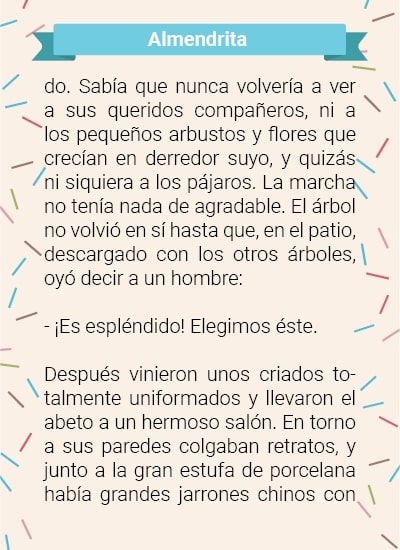 Almendrita
do. Sabía que nunca volvería a ver
a sus queridos compañeros, ni a
los pequeños arbustos y flores que
crecían en derredor suyo, y quizás
ni siquiera a los pájaros. La marcha
no tenía nada de agradable. El árbol
no volvió en sí hasta que, en el patio,
descargado con los otros árboles,
oyó decir a un hombre:
- ¡Es espléndido! Elegimos éste.
Después vinieron unos criados to-
talmente uniformados y llevaron el
abeto a un hermoso salón. En torno
a sus paredes colgaban retratos, y
junto a la gran estufa de porcelana
había grandes jarrones chinos con